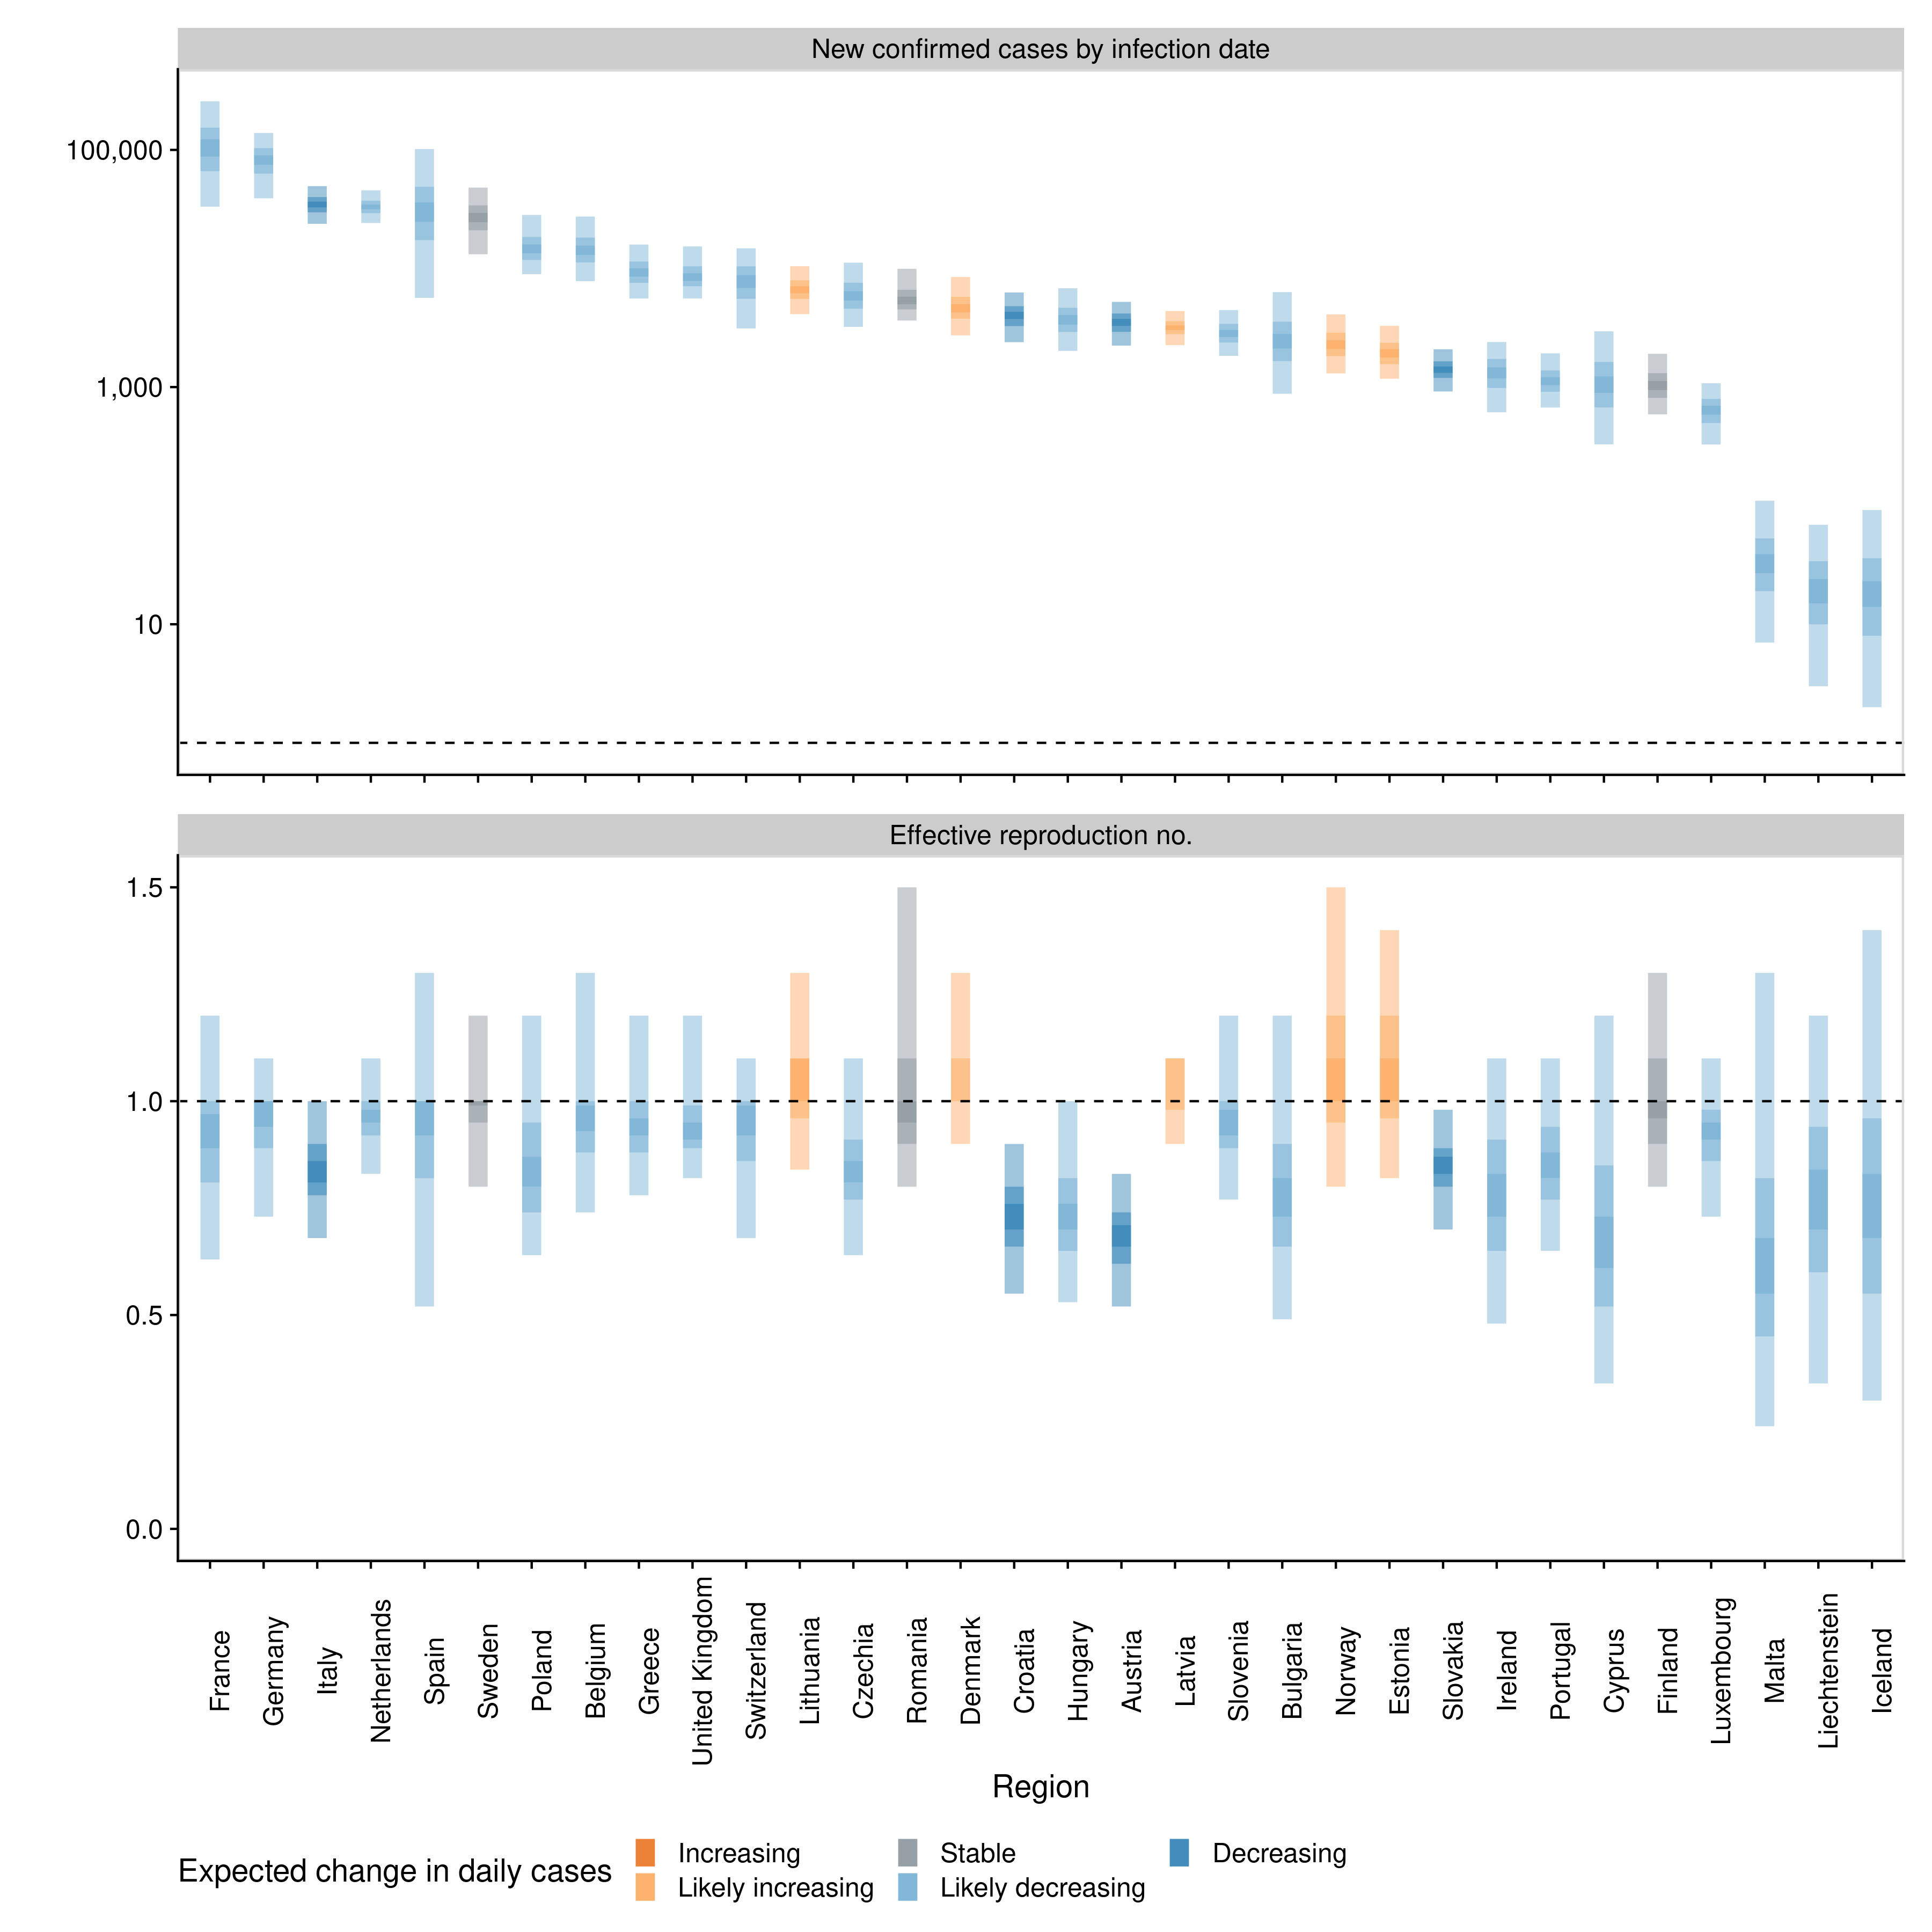 New confirmed cases by infection date
100,000
1,000
10
Effective reproduction no.
1.5
1.0
0.5
0.0
France
Germany
Italy
Netherlands
Spain
Sweden
Poland
Belgium
Greece
United Kingdom
Switzerland
Lithuania
Czechia
Romania
Denmark
Croatia
Hungary
Austria
Latvia
Slovenia
Bulgaria
Norway
Estonia
Slovakia
Ireland
Portugal
Cyprus
Finland
Luxembourg
Malta
Liechtenstein
Iceland
Region
Expected change in daily cases
Increasing
Stable
Decreasing
Likely increasing
Likely decreasing